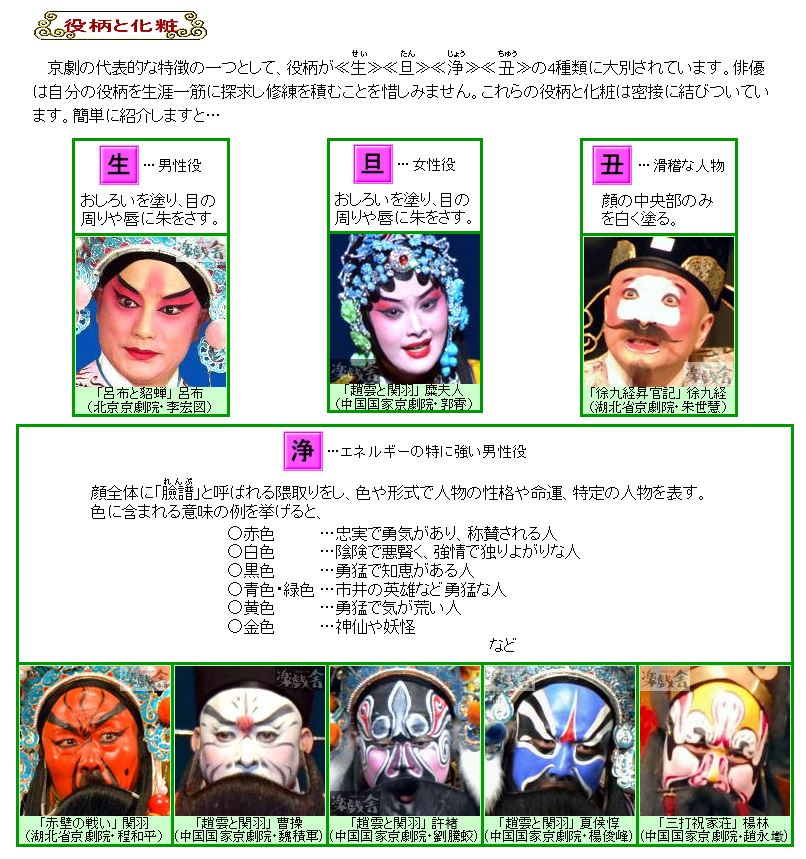 役柄と化粧
せい たん じょう ちゅう
京劇の代表的な特徴の一つとして、役柄が≪生≫≪旦≫≪浄≫≪丑≫の4種類に大別されています。俳優
は自分の役柄を生涯一筋に探求し修練を積むことを惜しみません。これらの役柄と化粧は密接に結びついてい
ます。簡単に紹介しますと…
生 …男性役
おしろいを塗り、目の
周りや唇に朱をさす。
「呂布と貂蝉」 呂布
(北京京劇院・李宏図)
旦 …女性役
おしろいを塗り、目の
周りや唇に朱をさす。
「趙雲と関羽」 糜夫人
(中国国家京劇院・郭霄)
丑 …滑稽な人物
顔の中央部のみ
を白く塗る。
「徐九経昇官記」 徐九経
(湖北省京劇院・朱世慧)
浄 …エネルギーの特に強い男性役
れんぷ
顔全体に「臉譜」と呼ばれる隈取りをし、色や形式で人物の性格や命運、特定の人物を表す。
色に含まれる意味の例を挙げると、
○赤色 …忠実で勇気があり、称賛される人
○白色 …陰険で悪賢く、強情で独りよがりな人
○黒色 …勇猛で知恵がある人
○青色・緑色 …市井の英雄など勇猛な人
○黄色 …勇猛で気が荒い人
○金色 …神仙や妖怪
など
「赤壁の戦い」 関羽
(湖北省京劇院・程和平)
「趙雲と関羽」 曹操
(中国国家京劇院・魏積軍)
「趙雲と関羽」 許褚
(中国国家京劇院・劉騰蛟)
「趙雲と関羽」 夏侯惇
(中国国家京劇院・楊俊峰)
「三打祝家荘」 楊林
(中国国家京劇院・趙永墩)